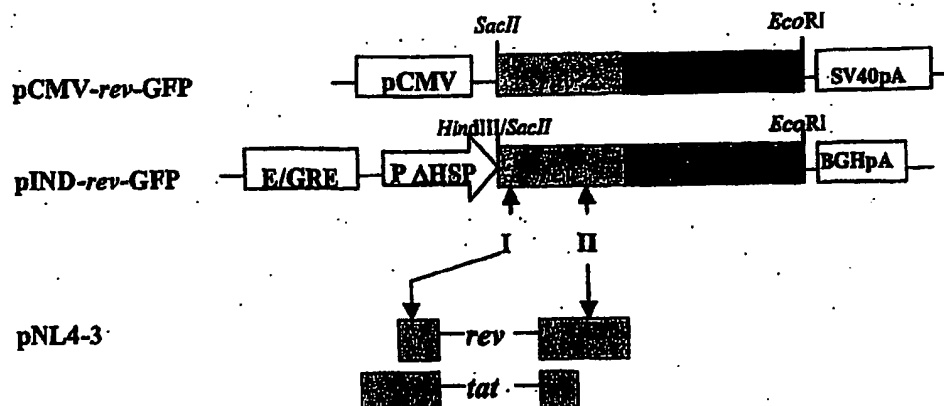 SacII EcoRI
pCMV-rev-GFP pCMV SV40pA
HindIII/SacII EcoRI
pIND-rev-GFP E/GRE P ΔHSP BGHpA
I II
pNL4-3 rev
tat